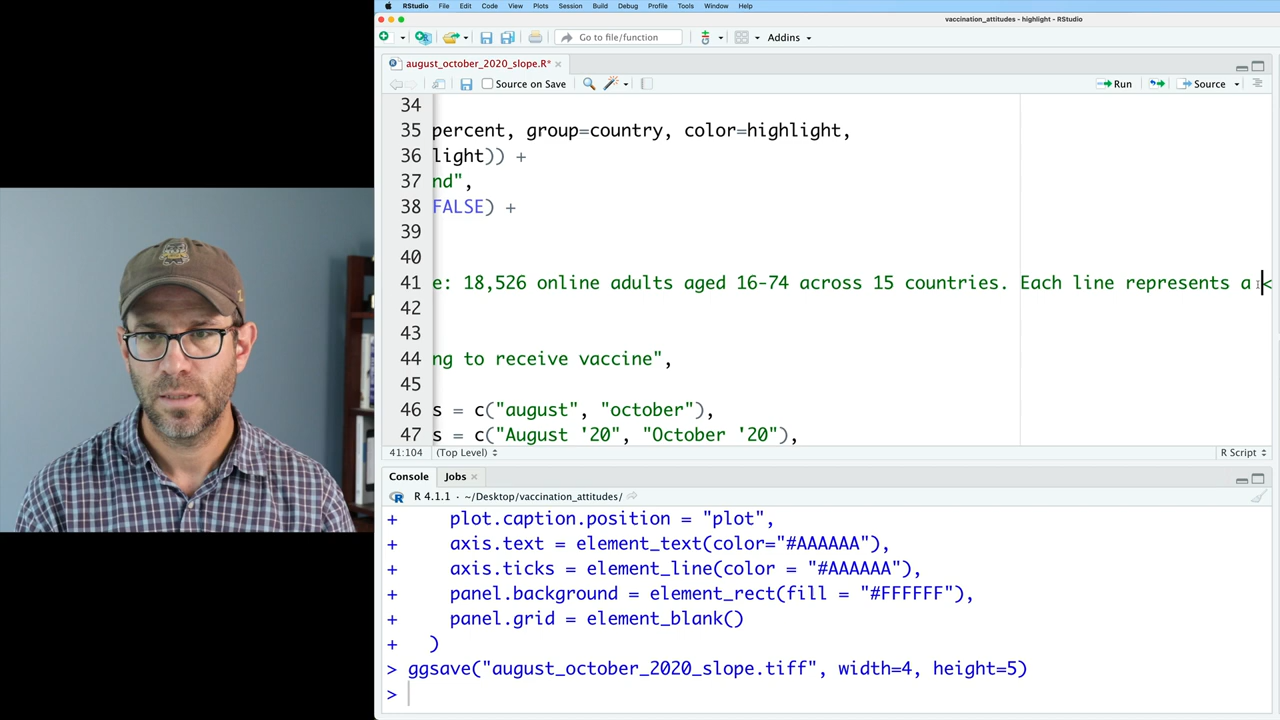 RStudio File Edit Code View Plots Session Build Debug Profile Tools Window Help
vaccination_attitudes - highlight - RStudio
Go to file/function Addins
august_october_2020_slope.R*
Source on Save Run Source
34
35 percent, group=country, color=highlight,
36 light)) +
37 nd",
38 FALSE) +
39
40
41 e: 18,526 online adults aged 16-74 across 15 countries. Each line represents a <
42
43
44 ng to receive vaccine",
45
46 s = c("august", "october"),
47 s = c("August '20", "October '20"),
41:104 (Top Level) R Script
Console Jobs
R 4.1.1 · ~/Desktop/vaccination_attitudes/
+ plot.caption.position = "plot",
+ axis.text = element_text(color="#AAAAAA"),
+ axis.ticks = element_line(color = "#AAAAAA"),
+ panel.background = element_rect(fill = "#FFFFFF"),
+ panel.grid = element_blank()
+ )
> ggsave("august_october_2020_slope.tiff", width=4, height=5)
>